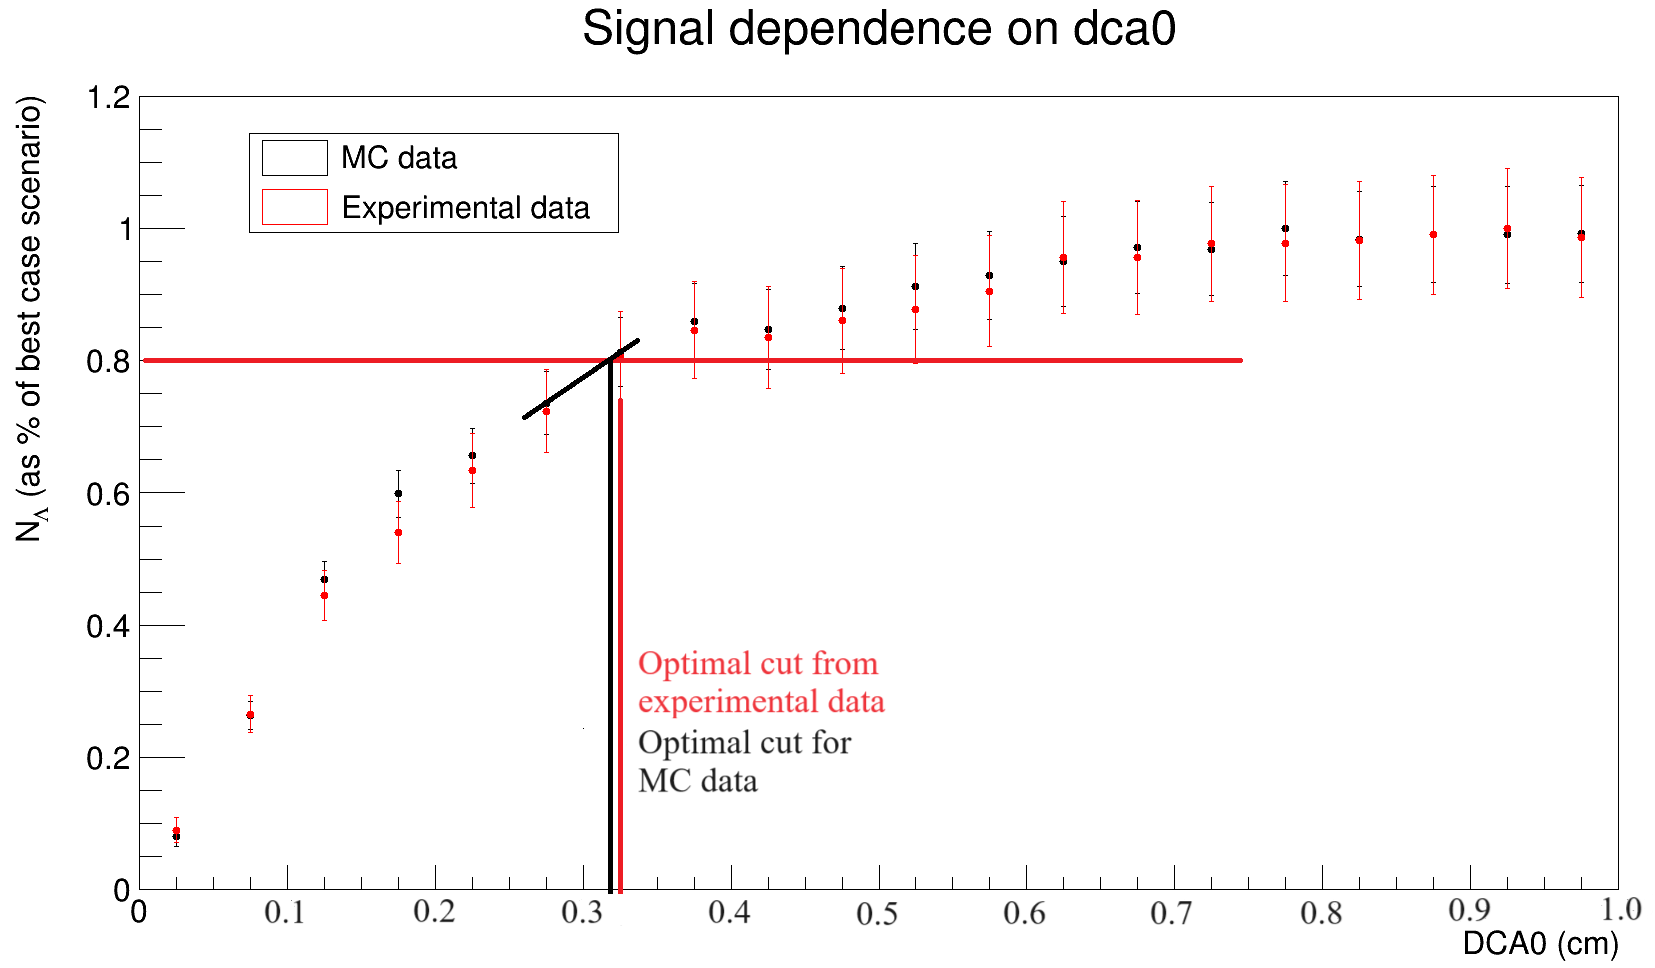 Signal dependence on dca0
N_Λ (as % of best case scenario)
1.2
1
0.8
0.6
0.4
0.2
0
MC data
Experimental data
Optimal cut from
experimental data
Optimal cut for
MC data
0 0.1 0.2 0.3 0.4 0.5 0.6 0.7 0.8 0.9 1.0
DCA0 (cm)